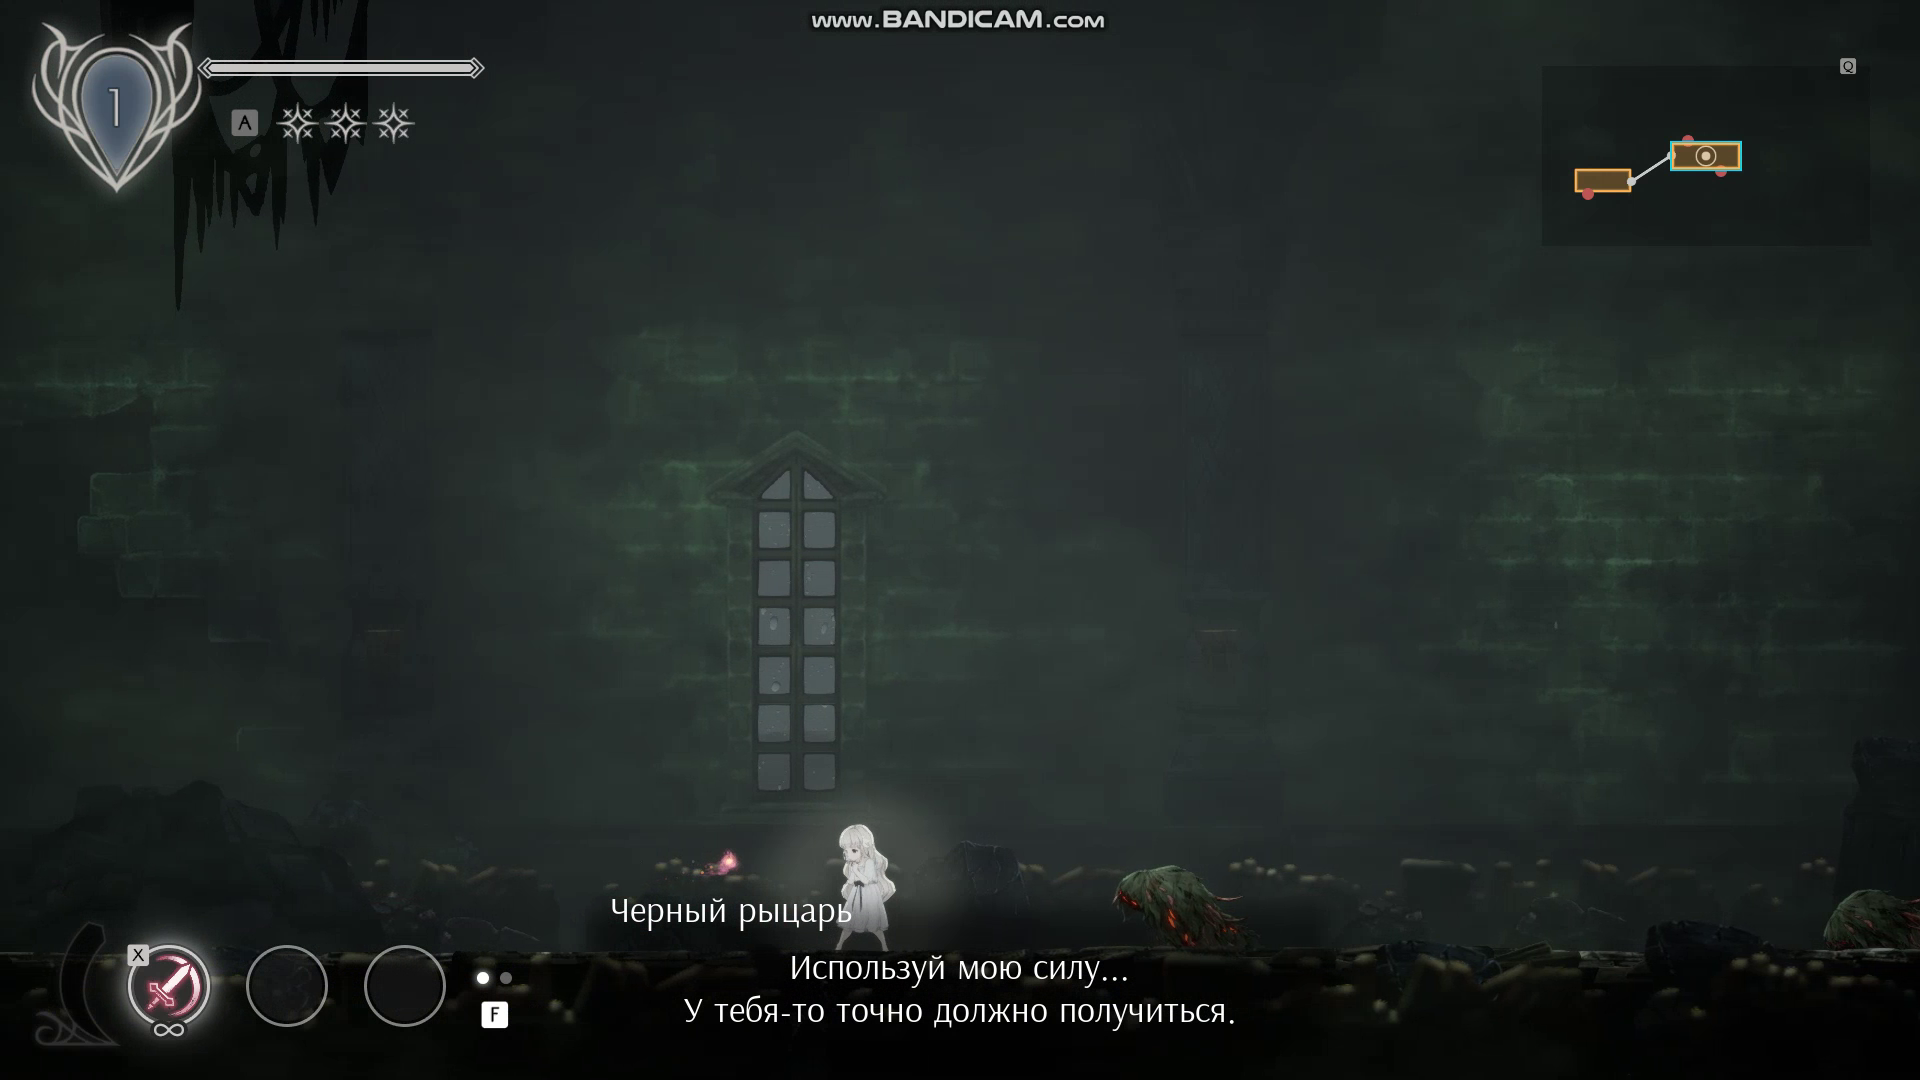 www.BANDICAM.com
1
Q
A
Черный рыцарь
X
Используй мою силу...
У тебя-то точно должно получиться.
F